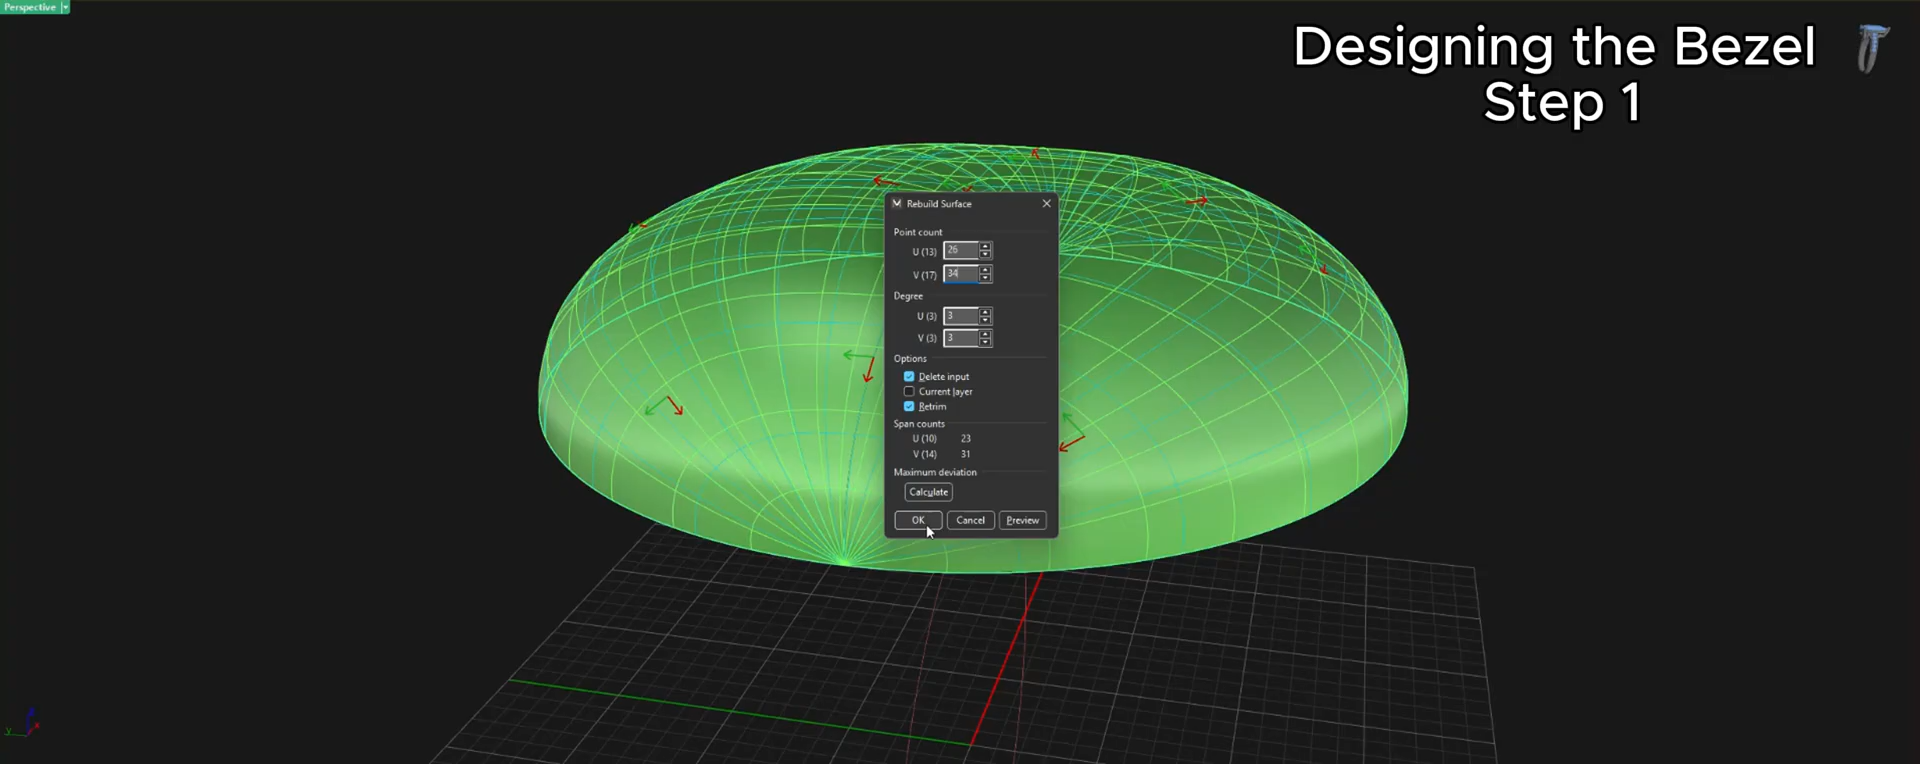 Perspective
Designing the Bezel
Step 1
Rebuild Surface
Point count
U (13) 26
V (17) 34
Degree
U (3) 3
V (3) 3
Options
Delete input
Current layer
Retrim
Span counts
U (10) 23
V (14) 31
Maximum deviation
Calculate
OK Cancel Preview
y x